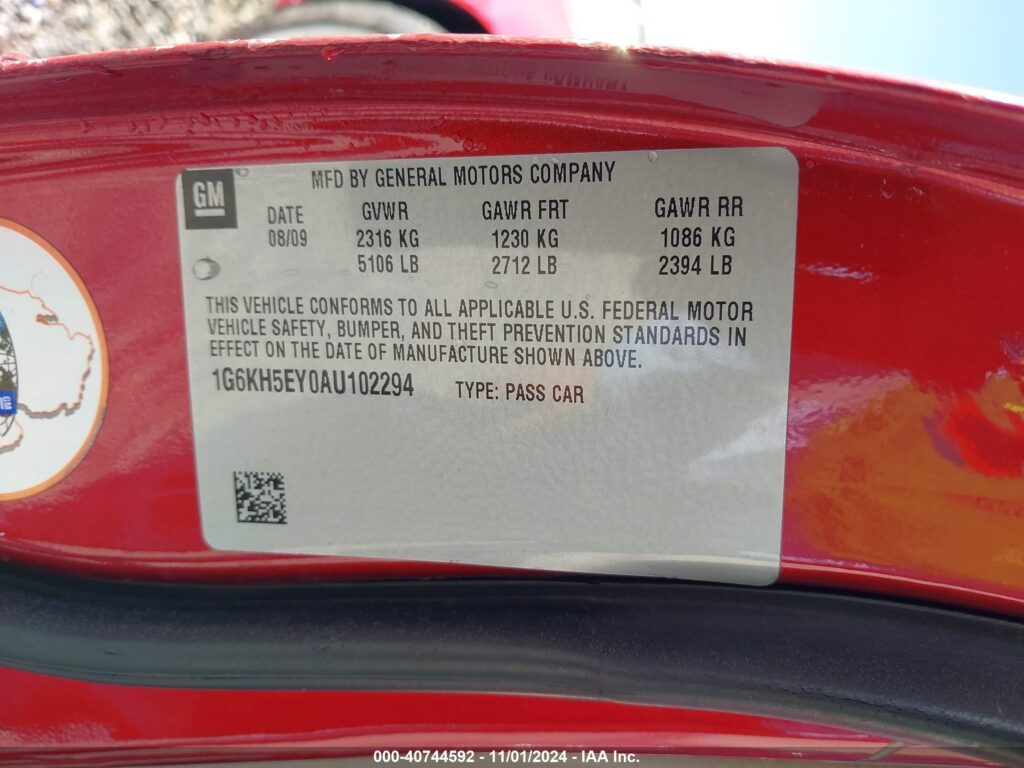 GM
MFD BY GENERAL MOTORS COMPANY
DATE GVWR GAWR FRT GAWR RR
08/09 2316 KG 1230 KG 1086 KG
5106 LB 2712 LB 2394 LB
THIS VEHICLE CONFORMS TO ALL APPLICABLE U.S. FEDERAL MOTOR
VEHICLE SAFETY, BUMPER, AND THEFT PREVENTION STANDARDS IN
EFFECT ON THE DATE OF MANUFACTURE SHOWN ABOVE.
1G6KH5EY0AU102294 TYPE: PASS CAR
GM
000-40744592 - 11/01/2024 - IAA Inc.